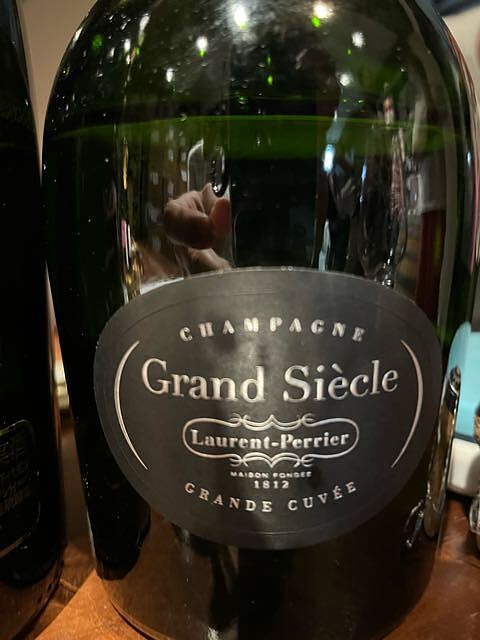 CHAMPAGNE
Grand Siècle
Laurent-Perrier
MAISON FONDÉE
1812
GRANDE CUVÉE